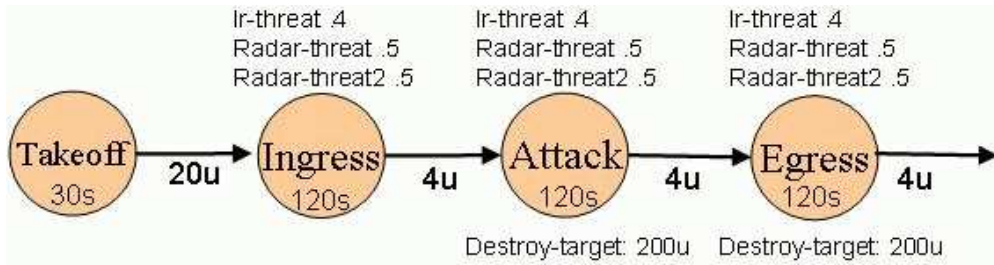 Ir-threat .4
Radar-threat .5
Radar-threat2 .5
Ir-threat .4
Radar-threat .5
Radar-threat2 .5
Ir-threat .4
Radar-threat .5
Radar-threat2 .5
Takeoff
30s
20u
Ingress
120s
4u
Attack
120s
4u
Egress
120s
4u
Destroy-target: 200u
Destroy-target: 200u